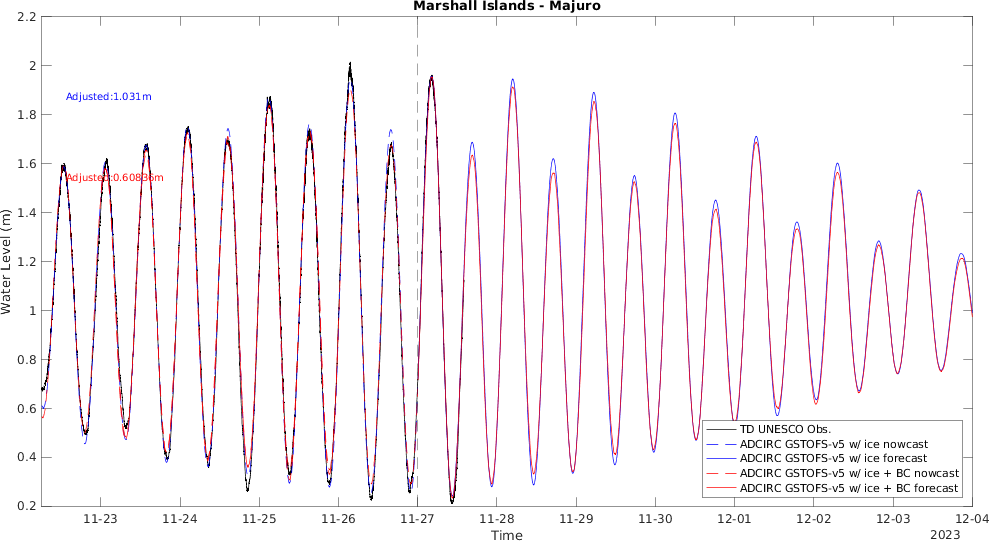 Marshall Islands - Majuro
2.2
2
1.8
1.6
1.4
1.2
1
0.8
0.6
0.4
0.2
Water Level (m)
Adjusted:1.031m
Adjusted:0.60836m
TD UNESCO Obs.
ADCIRC GSTOFS-v5 w/ ice nowcast
ADCIRC GSTOFS-v5 w/ ice forecast
ADCIRC GSTOFS-v5 w/ ice + BC nowcast
ADCIRC GSTOFS-v5 w/ ice + BC forecast
11-23 11-24 11-25 11-26 11-27 11-28 11-29 11-30 12-01 12-02 12-03 12-04
Time 2023